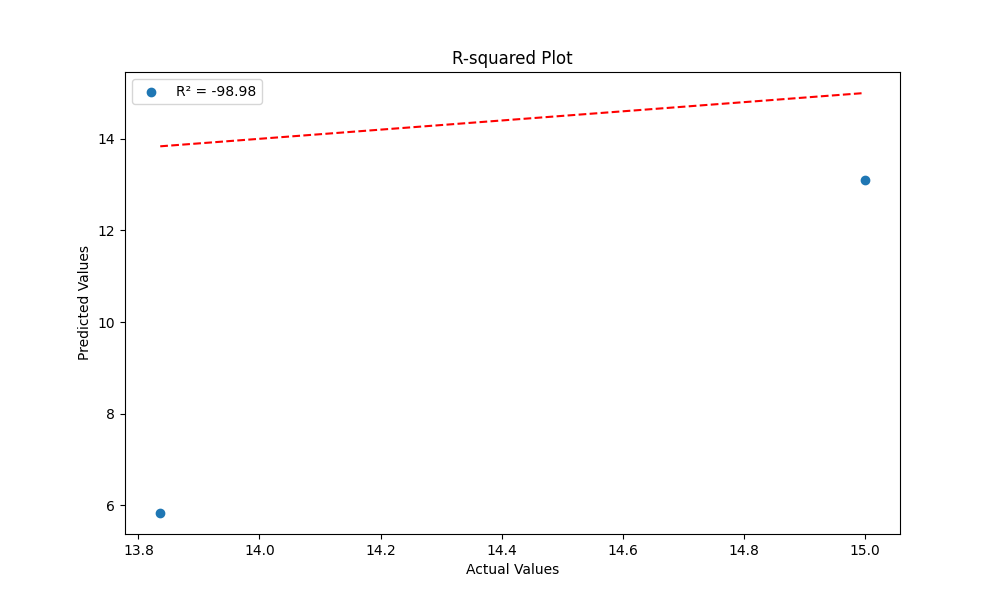 R-squared Plot
R² = -98.98
14
12
10
8
6
Predicted Values
13.8 14.0 14.2 14.4 14.6 14.8 15.0
Actual Values